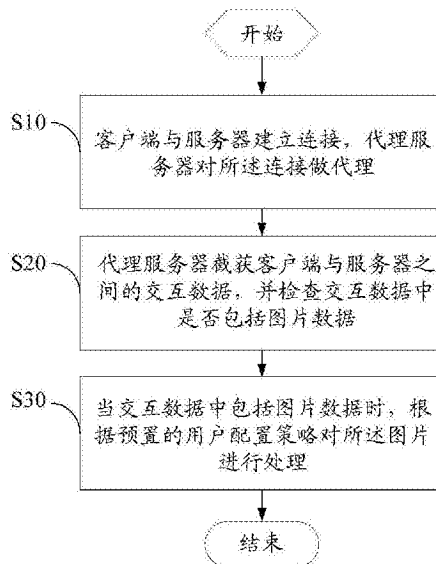 开始
S10
客户端与服务器建立连接，代理服
务器对所述连接做代理
S20
代理服务器截获客户端与服务器之
间的交互数据，并检查交互数据中
是否包括图片数据
S30
当交互数据中包括图片数据时，根
据预置的用户配置策略对所述图片
进行处理
结束